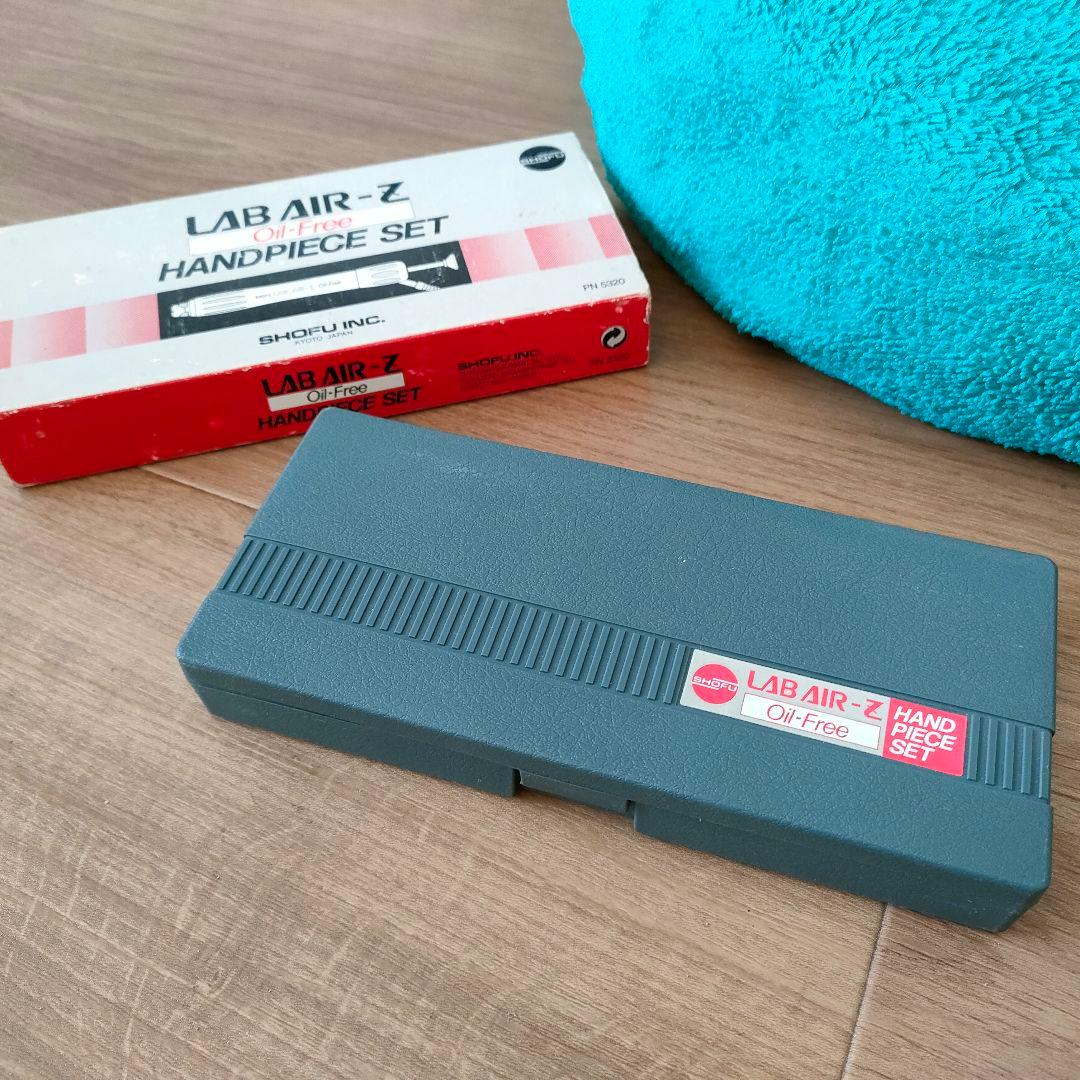 SHOFU
LAB AIR-Z
Oil-Free
HANDPIECE SET
PN 5320
SHOFU INC.
KYOTO JAPAN
LAB AIR-Z
Oil-Free
HANDPIECE SET
SHOFU INC.
PN 5320
SHOFU
LAB AIR-Z
Oil-Free
HAND
PIECE
SET